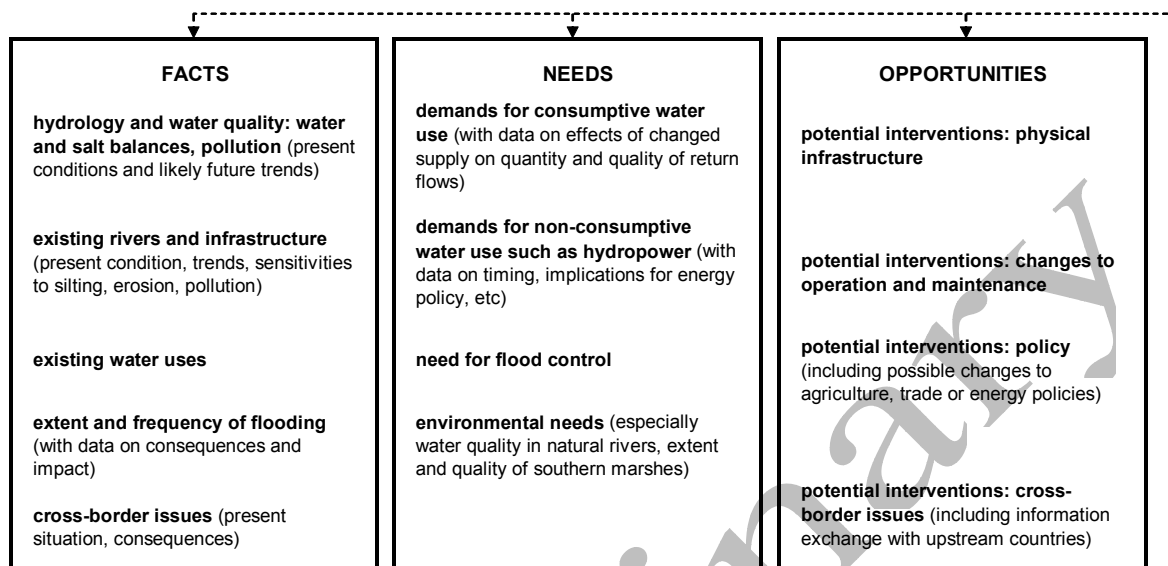 FACTS
hydrology and water quality: water
and salt balances, pollution (present
conditions and likely future trends)
existing rivers and infrastructure
(present condition, trends, sensitivities
to silting, erosion, pollution)
existing water uses
extent and frequency of flooding
(with data on consequences and
impact)
cross-border issues (present
situation, consequences)
NEEDS
demands for consumptive water
use (with data on effects of changed
supply on quantity and quality of return
flows)
demands for non-consumptive
water use such as hydropower (with
data on timing, implications for energy
policy, etc)
need for flood control
environmental needs (especially
water quality in natural rivers, extent
and quality of southern marshes)
OPPORTUNITIES
potential interventions: physical
infrastructure
potential interventions: changes to
operation and maintenance
potential interventions: policy
(including possible changes to
agriculture, trade or energy policies)
potential interventions: cross-
border issues (including information
exchange with upstream countries)